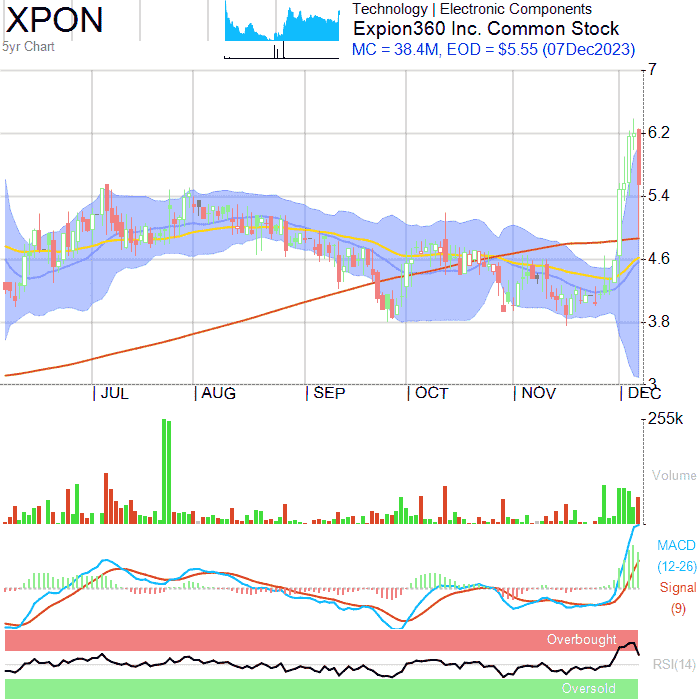 XPON
5yr Chart
Technology | Electronic Components
Expion360 Inc. Common Stock
MC = 38.4M, EOD = $5.55 (07Dec2023)
7
6.2
5.4
4.6
3.8
3
JUL AUG SEP OCT NOV DEC
255k
Volume
MACD
(12-26)
Signal
(9)
Overbought
RSI(14)
Oversold